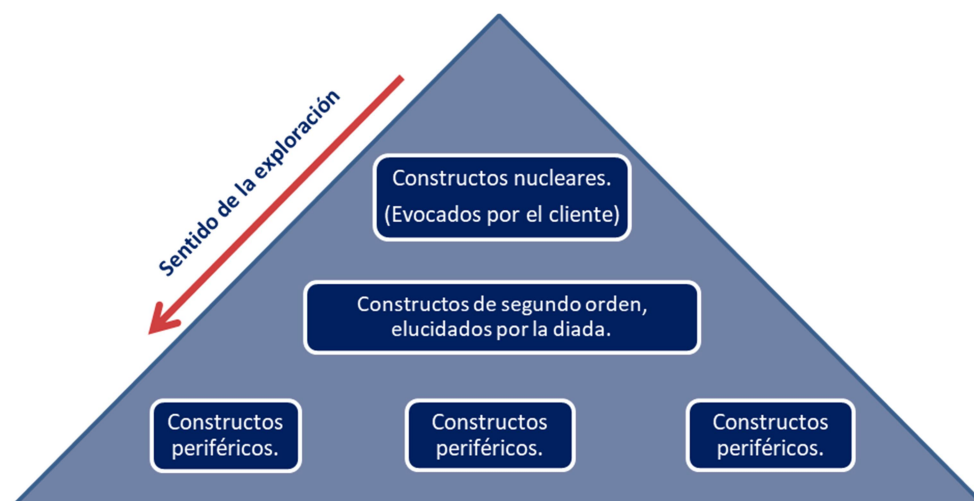 Sentido de la exploración
Constructos nucleares.
(Evocados por el cliente)
Constructos de segundo orden,
elucidados por la diada.
Constructos
periféricos.
Constructos
periféricos.
Constructos
periféricos.